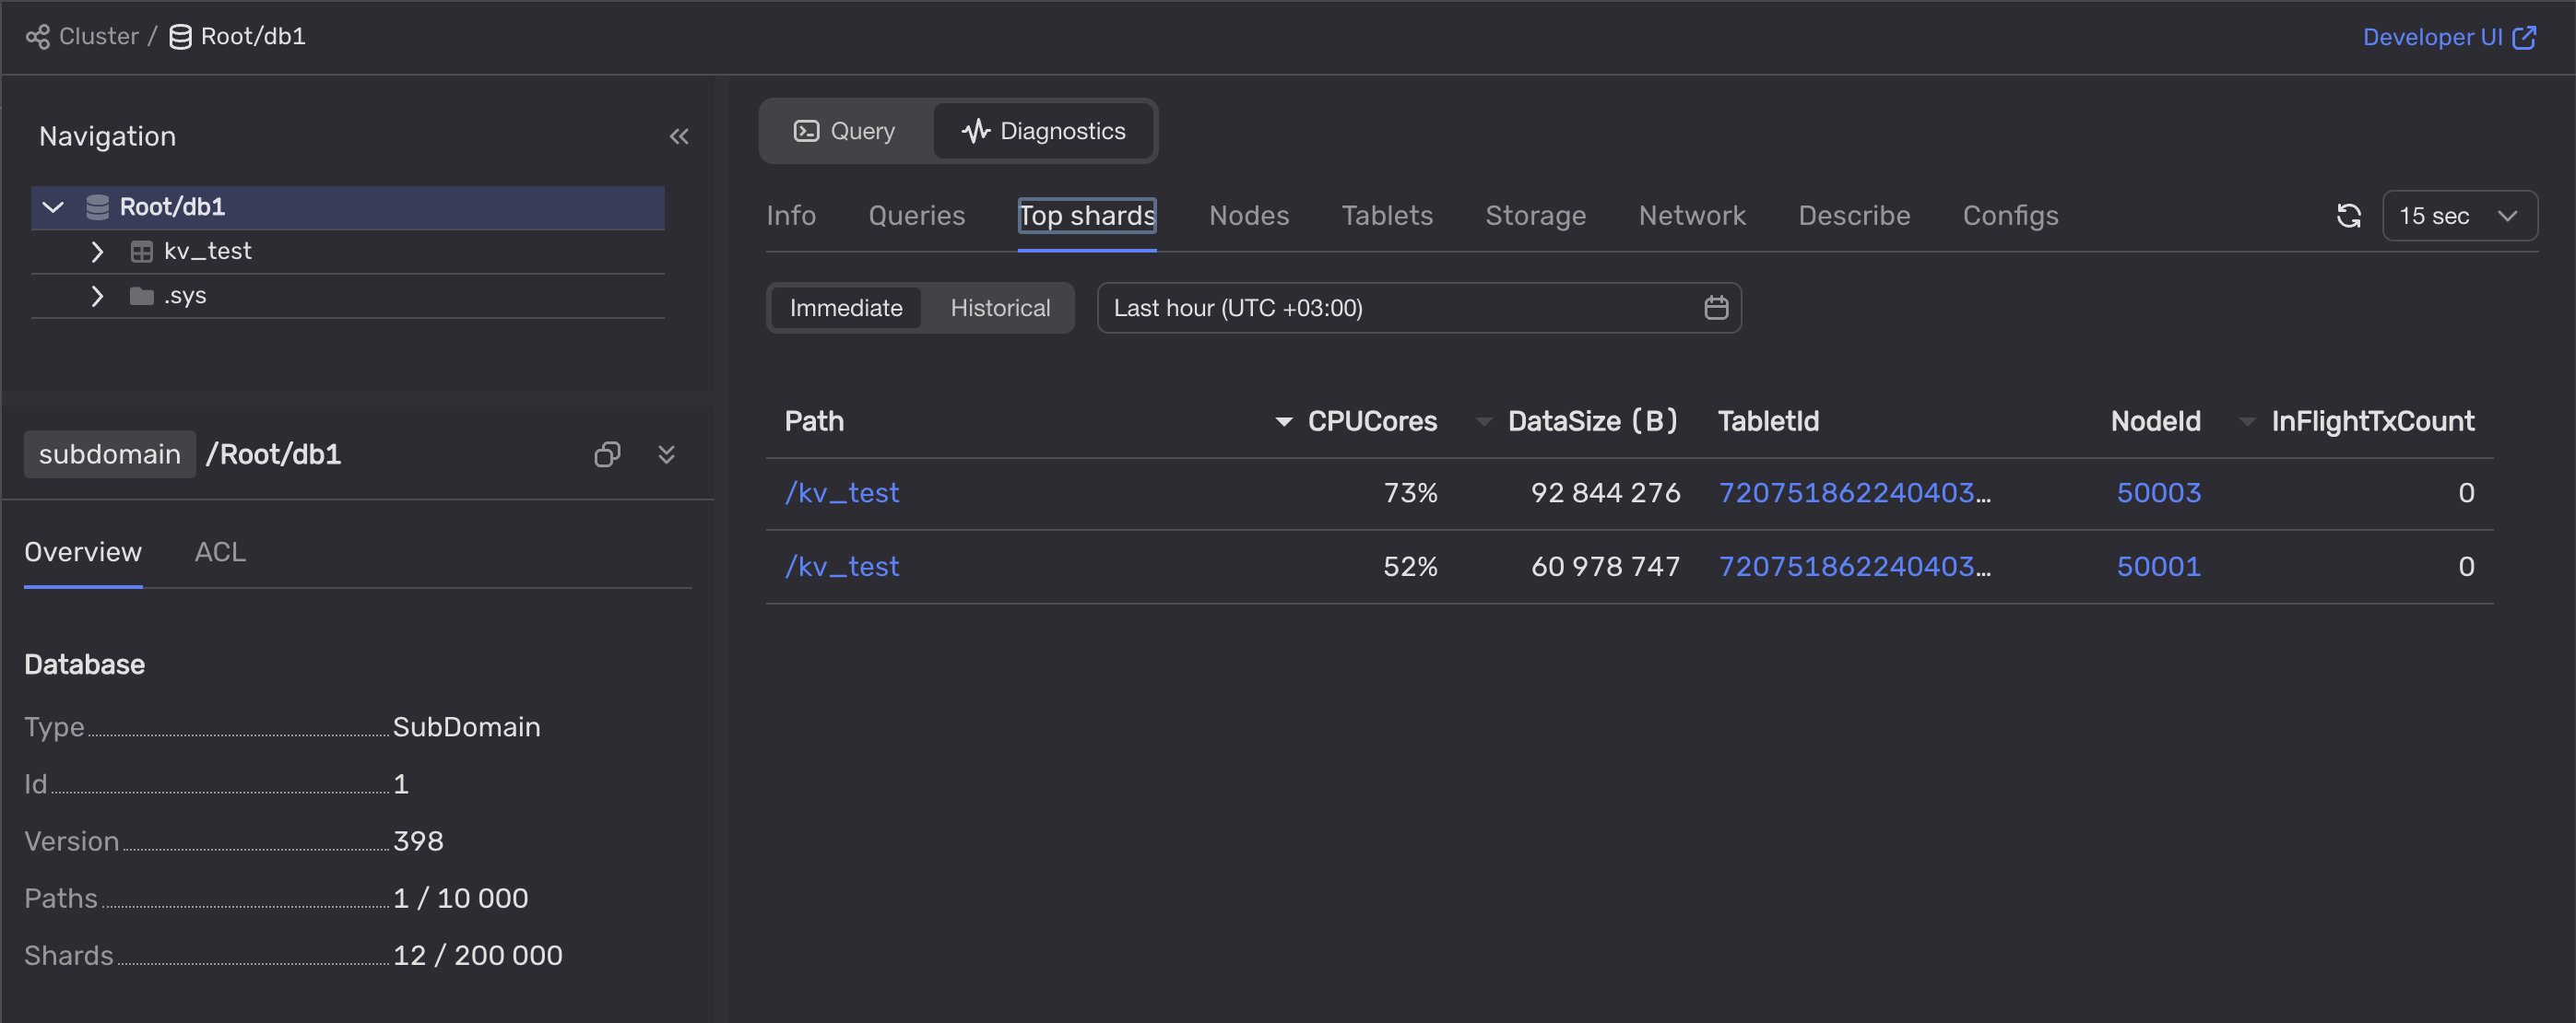 Cluster / Root/db1
Developer UI
Navigation
Root/db1
kv_test
.sys
subdomain /Root/db1
Overview ACL
Database
Type SubDomain
Id 1
Version 398
Paths 1 / 10 000
Shards 12 / 200 000
Query Diagnostics
Info Queries Top shards Nodes Tablets Storage Network Describe Configs 15 sec
Immediate Historical Last hour (UTC +03:00)
Path CPUCores DataSize (B) TabletId NodeId InFlightTxCount
/kv_test 73% 92 844 276 720751862240403… 50003 0
/kv_test 52% 60 978 747 720751862240403… 50001 0